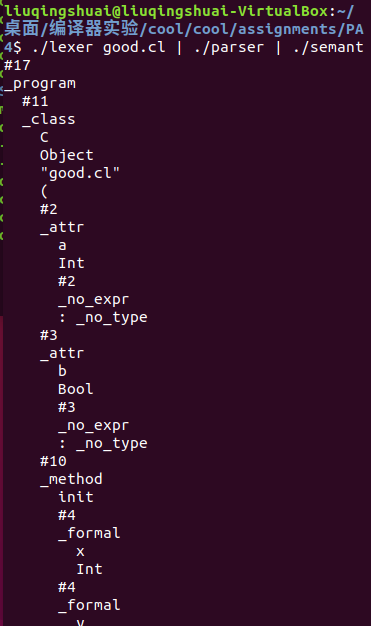 liuqingshuai@liuqingshuai-VirtualBox:~/
桌面/编译器实验/cool/cool/assignments/PA
4$ ./lexer good.cl | ./parser | ./semant
#17
_program
  #11
  _class
    C
    Object
    "good.cl"
    (
    #2
    _attr
      a
      Int
      #2
      _no_expr
      : _no_type
    #3
    _attr
      b
      Bool
      #3
      _no_expr
      : _no_type
    #10
    _method
      init
      #4
      _formal
        x
        Int
      #4
      _formal